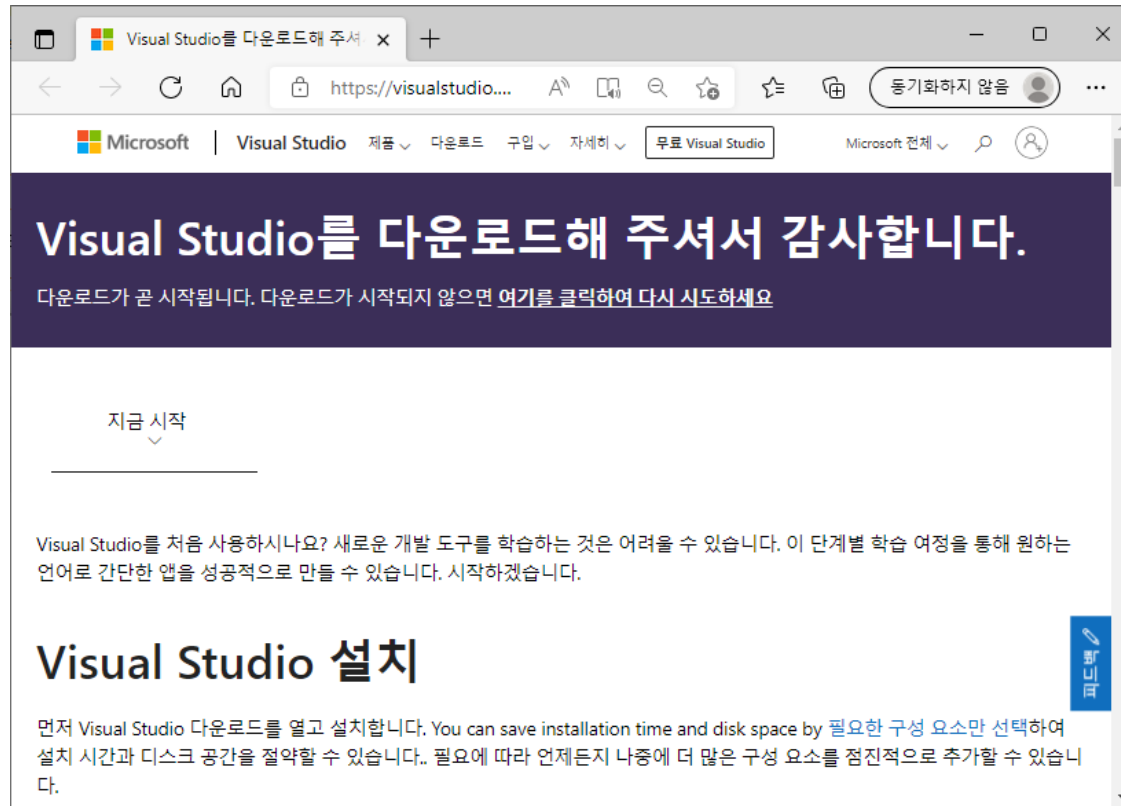 Visual Studio를 다운로드해 주셔
https://visualstudio....
동기화하지 않음
Microsoft | Visual Studio 제품 다운로드 구입 자세히 무료 Visual Studio Microsoft 전체
Visual Studio를 다운로드해 주셔서 감사합니다.
다운로드가 곧 시작됩니다. 다운로드가 시작되지 않으면 여기를 클릭하여 다시 시도하세요
지금 시작
Visual Studio를 처음 사용하시나요? 새로운 개발 도구를 학습하는 것은 어려울 수 있습니다. 이 단계별 학습 여정을 통해 원하는
언어로 간단한 앱을 성공적으로 만들 수 있습니다. 시작하겠습니다.
피드백
Visual Studio 설치
먼저 Visual Studio 다운로드를 열고 설치합니다. You can save installation time and disk space by 필요한 구성 요소만 선택하여
설치 시간과 디스크 공간을 절약할 수 있습니다.. 필요에 따라 언제든지 나중에 더 많은 구성 요소를 점진적으로 추가할 수 있습니
다.